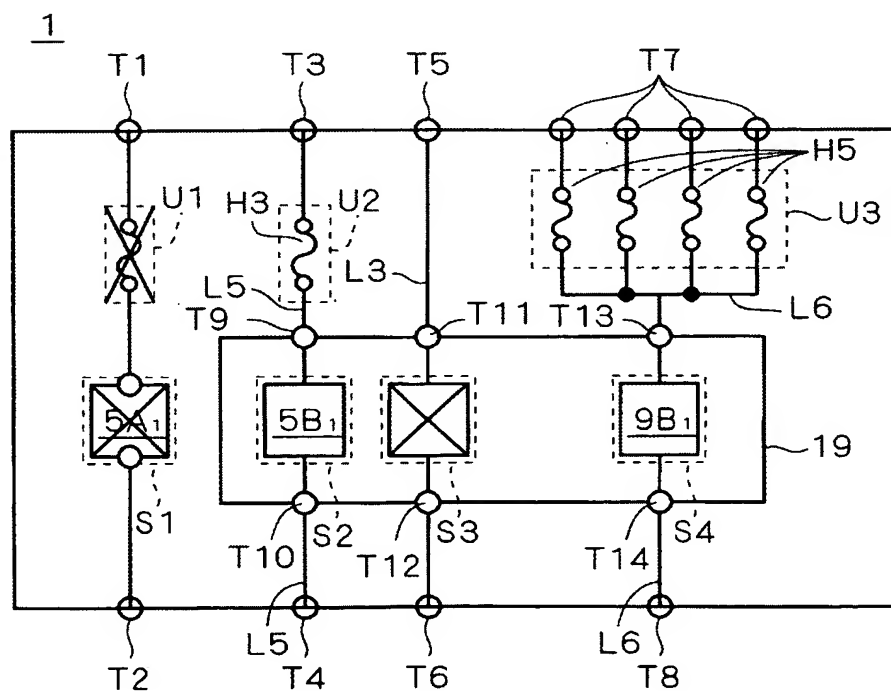 1
T1 T3 T5 T7
H5
U1 H3 U2 U3
L3
L5 L6
T9 T11 T13
5A1 5B1 9B1
19
S1 S2 S3 S4
T10 T12 T14
L5 L6
T2 T4 T6 T8